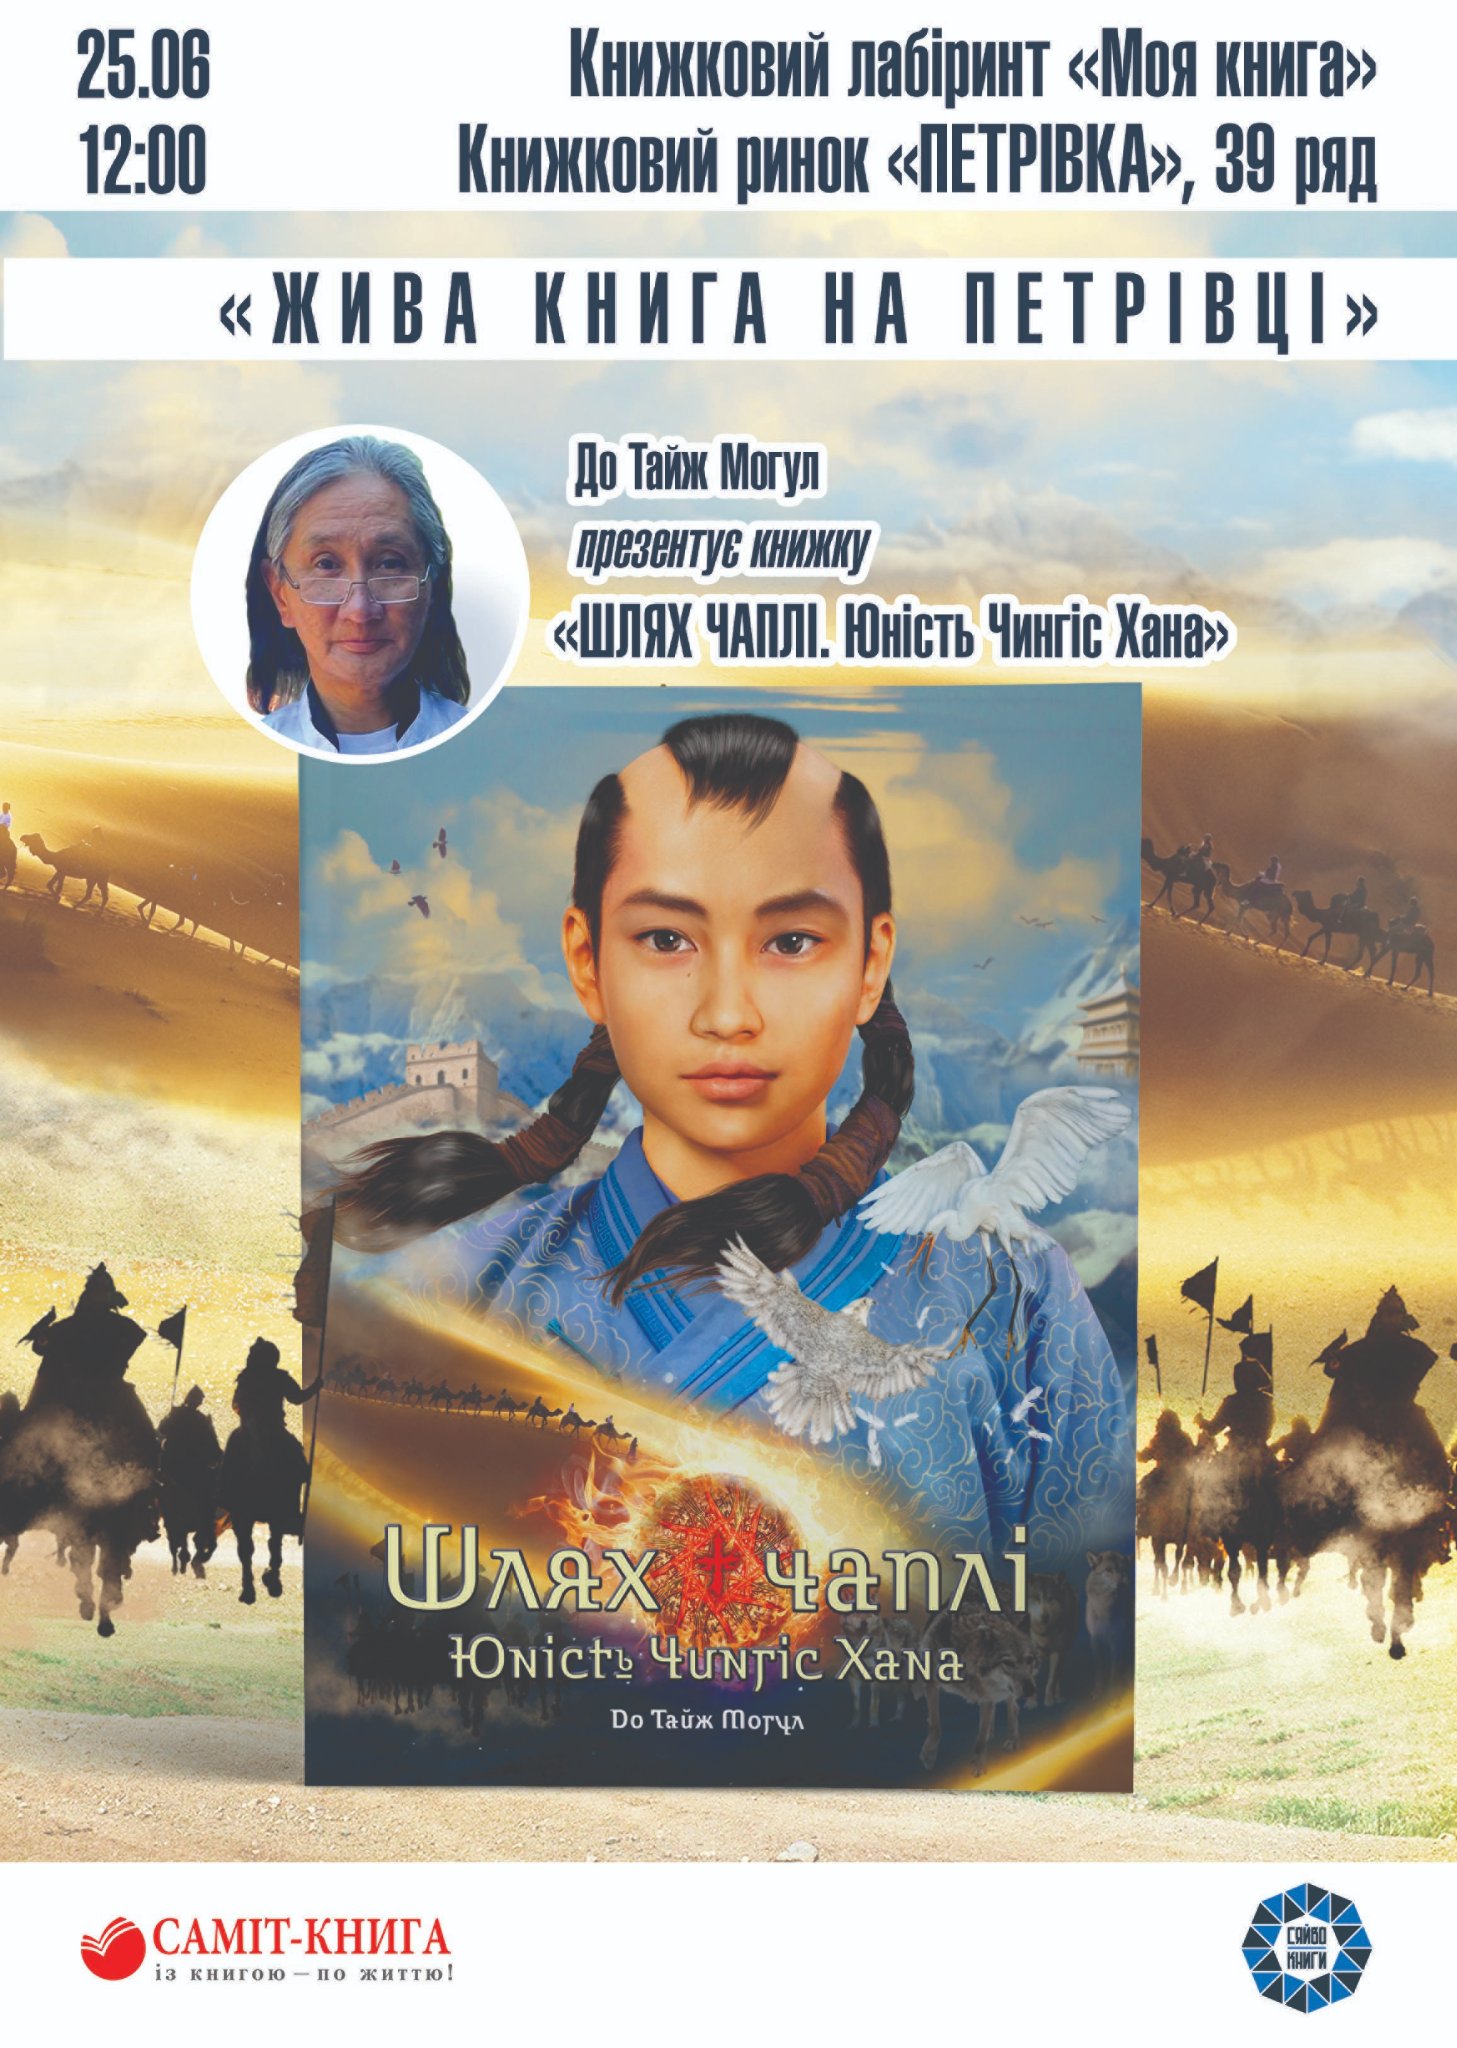 25.06
12:00
Книжковий лабіринт «Моя книга»
Книжковий ринок «ПЕТРІВКА», 39 ряд
«ЖИВА КНИГА НА ПЕТРІВЦІ»
До Тайж Могул
презентує книжку
«ШЛЯХ ЧАПЛІ. Юність Чингіс Хана»
Шлях чаплі
Юність Чингіс Хана
До Тайж Могул
САМІТ-КНИГА
із книгою – по життю!
СЯЙВО
КНИГИ